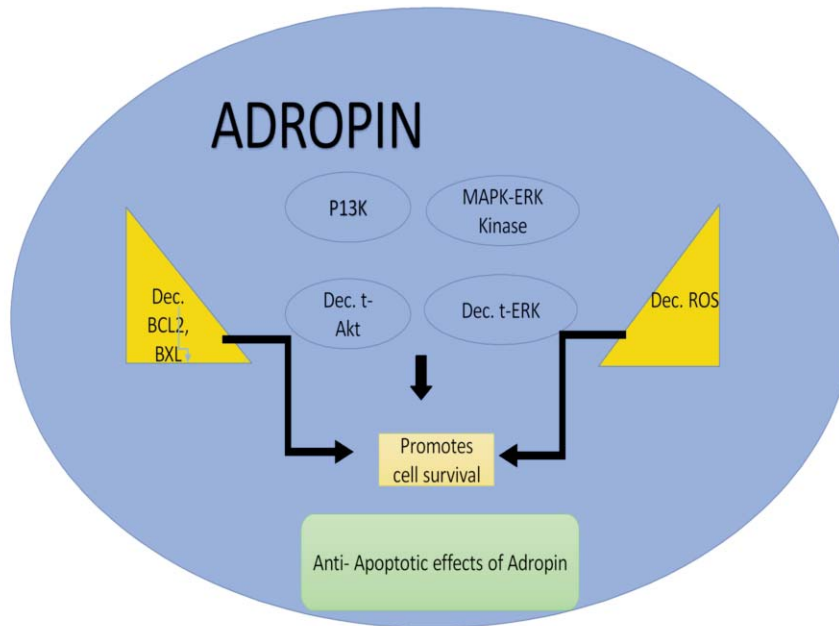 ADROPIN
P13K
MAPK-ERK
Kinase
Dec.
BCL2,
BXL
Dec. t-
Akt
Dec. t-ERK
Dec. ROS
Promotes
cell survival
Anti- Apoptotic effects of Adropin